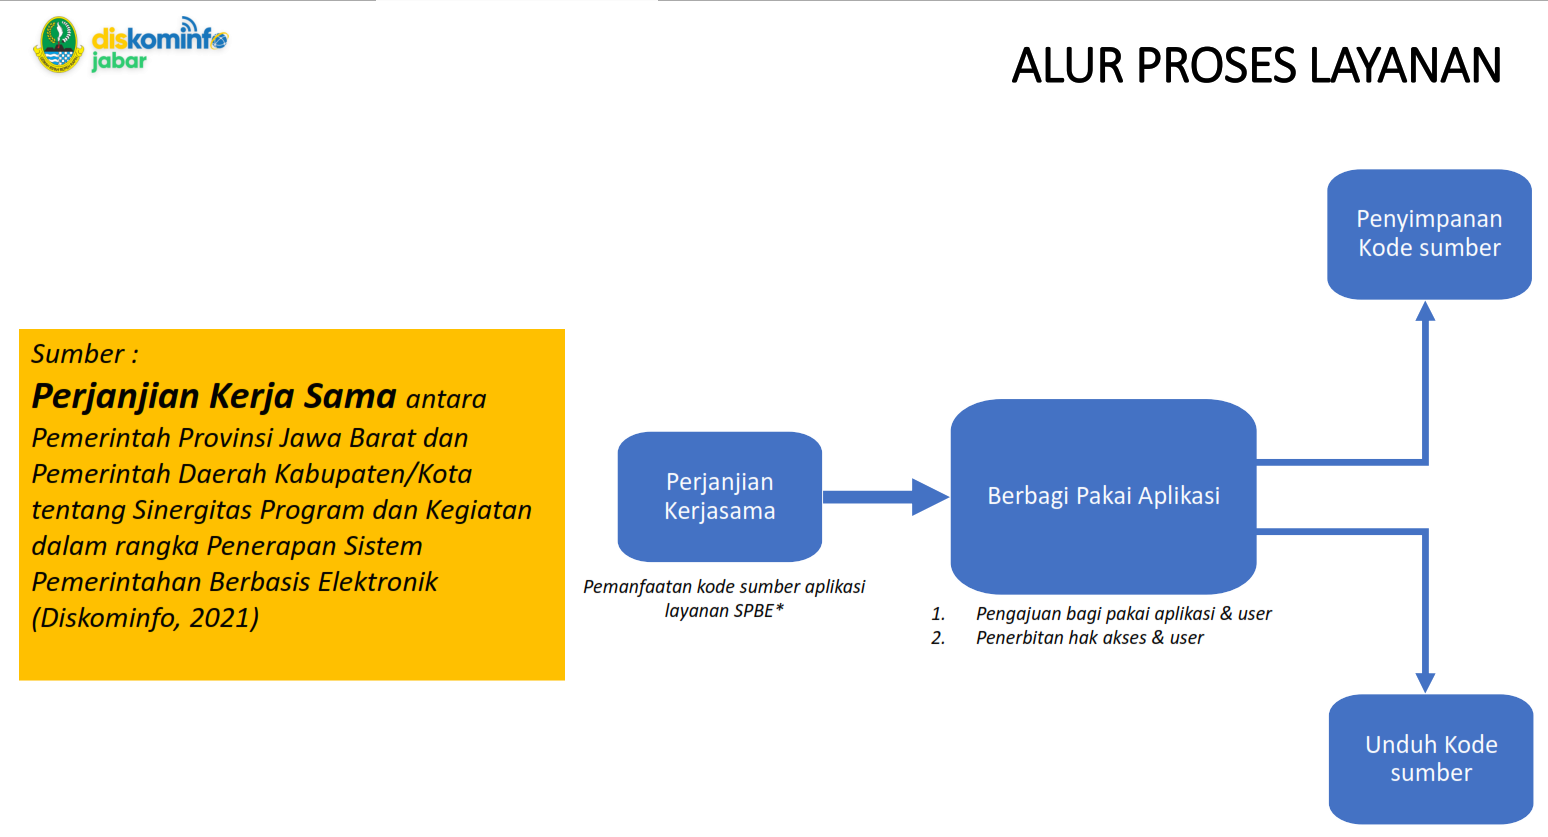 diskominfo
jabar
ALUR PROSES LAYANAN
Sumber :
Perjanjian Kerja Sama antara
Pemerintah Provinsi Jawa Barat dan
Pemerintah Daerah Kabupaten/Kota
tentang Sinergitas Program dan Kegiatan
dalam rangka Penerapan Sistem
Pemerintahan Berbasis Elektronik
(Diskominfo, 2021)
Perjanjian
Kerjasama
Pemanfaatan kode sumber aplikasi
layanan SPBE*
Berbagi Pakai Aplikasi
1. Pengajuan bagi pakai aplikasi & user
2. Penerbitan hak akses & user
Penyimpanan
Kode sumber
Unduh Kode
sumber